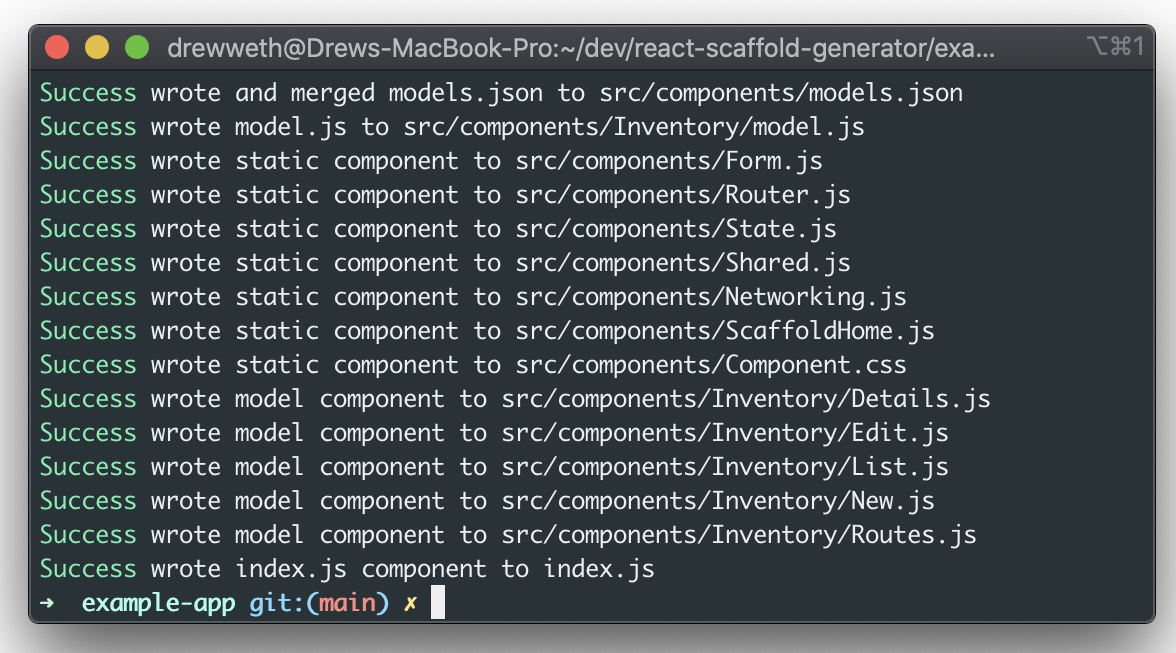 drewweth@Drews-MacBook-Pro:~/dev/react-scaffold-generator/exa... ⌥⌘1
Success wrote and merged models.json to src/components/models.json
Success wrote model.js to src/components/Inventory/model.js
Success wrote static component to src/components/Form.js
Success wrote static component to src/components/Router.js
Success wrote static component to src/components/State.js
Success wrote static component to src/components/Shared.js
Success wrote static component to src/components/Networking.js
Success wrote static component to src/components/ScaffoldHome.js
Success wrote static component to src/components/Component.css
Success wrote model component to src/components/Inventory/Details.js
Success wrote model component to src/components/Inventory/Edit.js
Success wrote model component to src/components/Inventory/List.js
Success wrote model component to src/components/Inventory/New.js
Success wrote model component to src/components/Inventory/Routes.js
Success wrote index.js component to index.js
➜ example-app git:(main) ✗